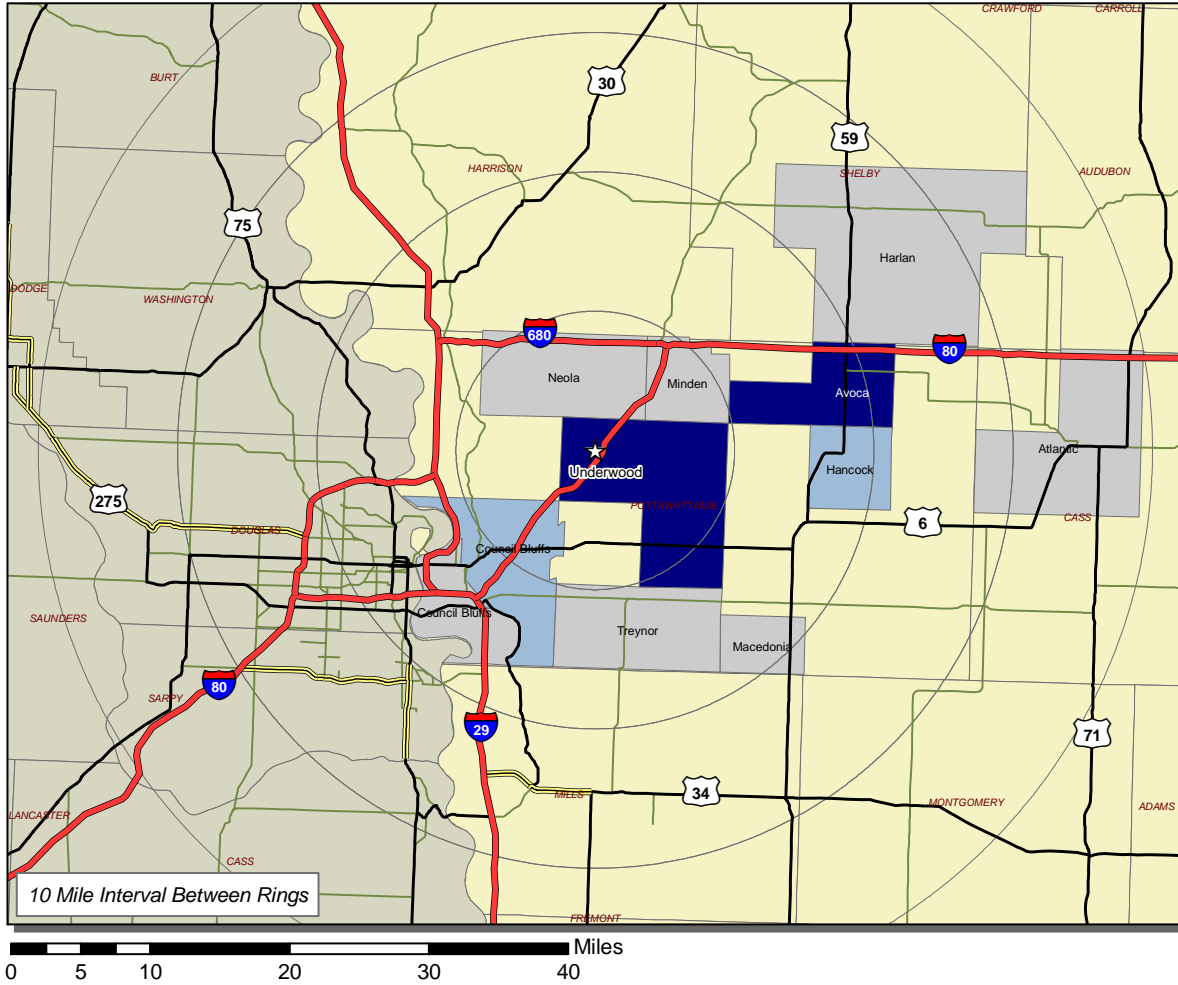 CRAWFORD
CARROLL
BURT
30
59
HARRISON
SHELBY
AUDUBON
75
Harlan
DODGE
WASHINGTON
680
80
Neola
Minden
Avoca
Underwood
Hancock
Atlantic
275
POTTAWATTAMIE
DOUGLAS
6
CASS
Council Bluffs
Council Bluffs
SAUNDERS
Treynor
Macedonia
80
SARPY
29
71
34
MILLS
MONTGOMERY
ADAMS
LANCASTER
CASS
10 Mile Interval Between Rings
FREMONT
Miles
0 5 10 20 30 40